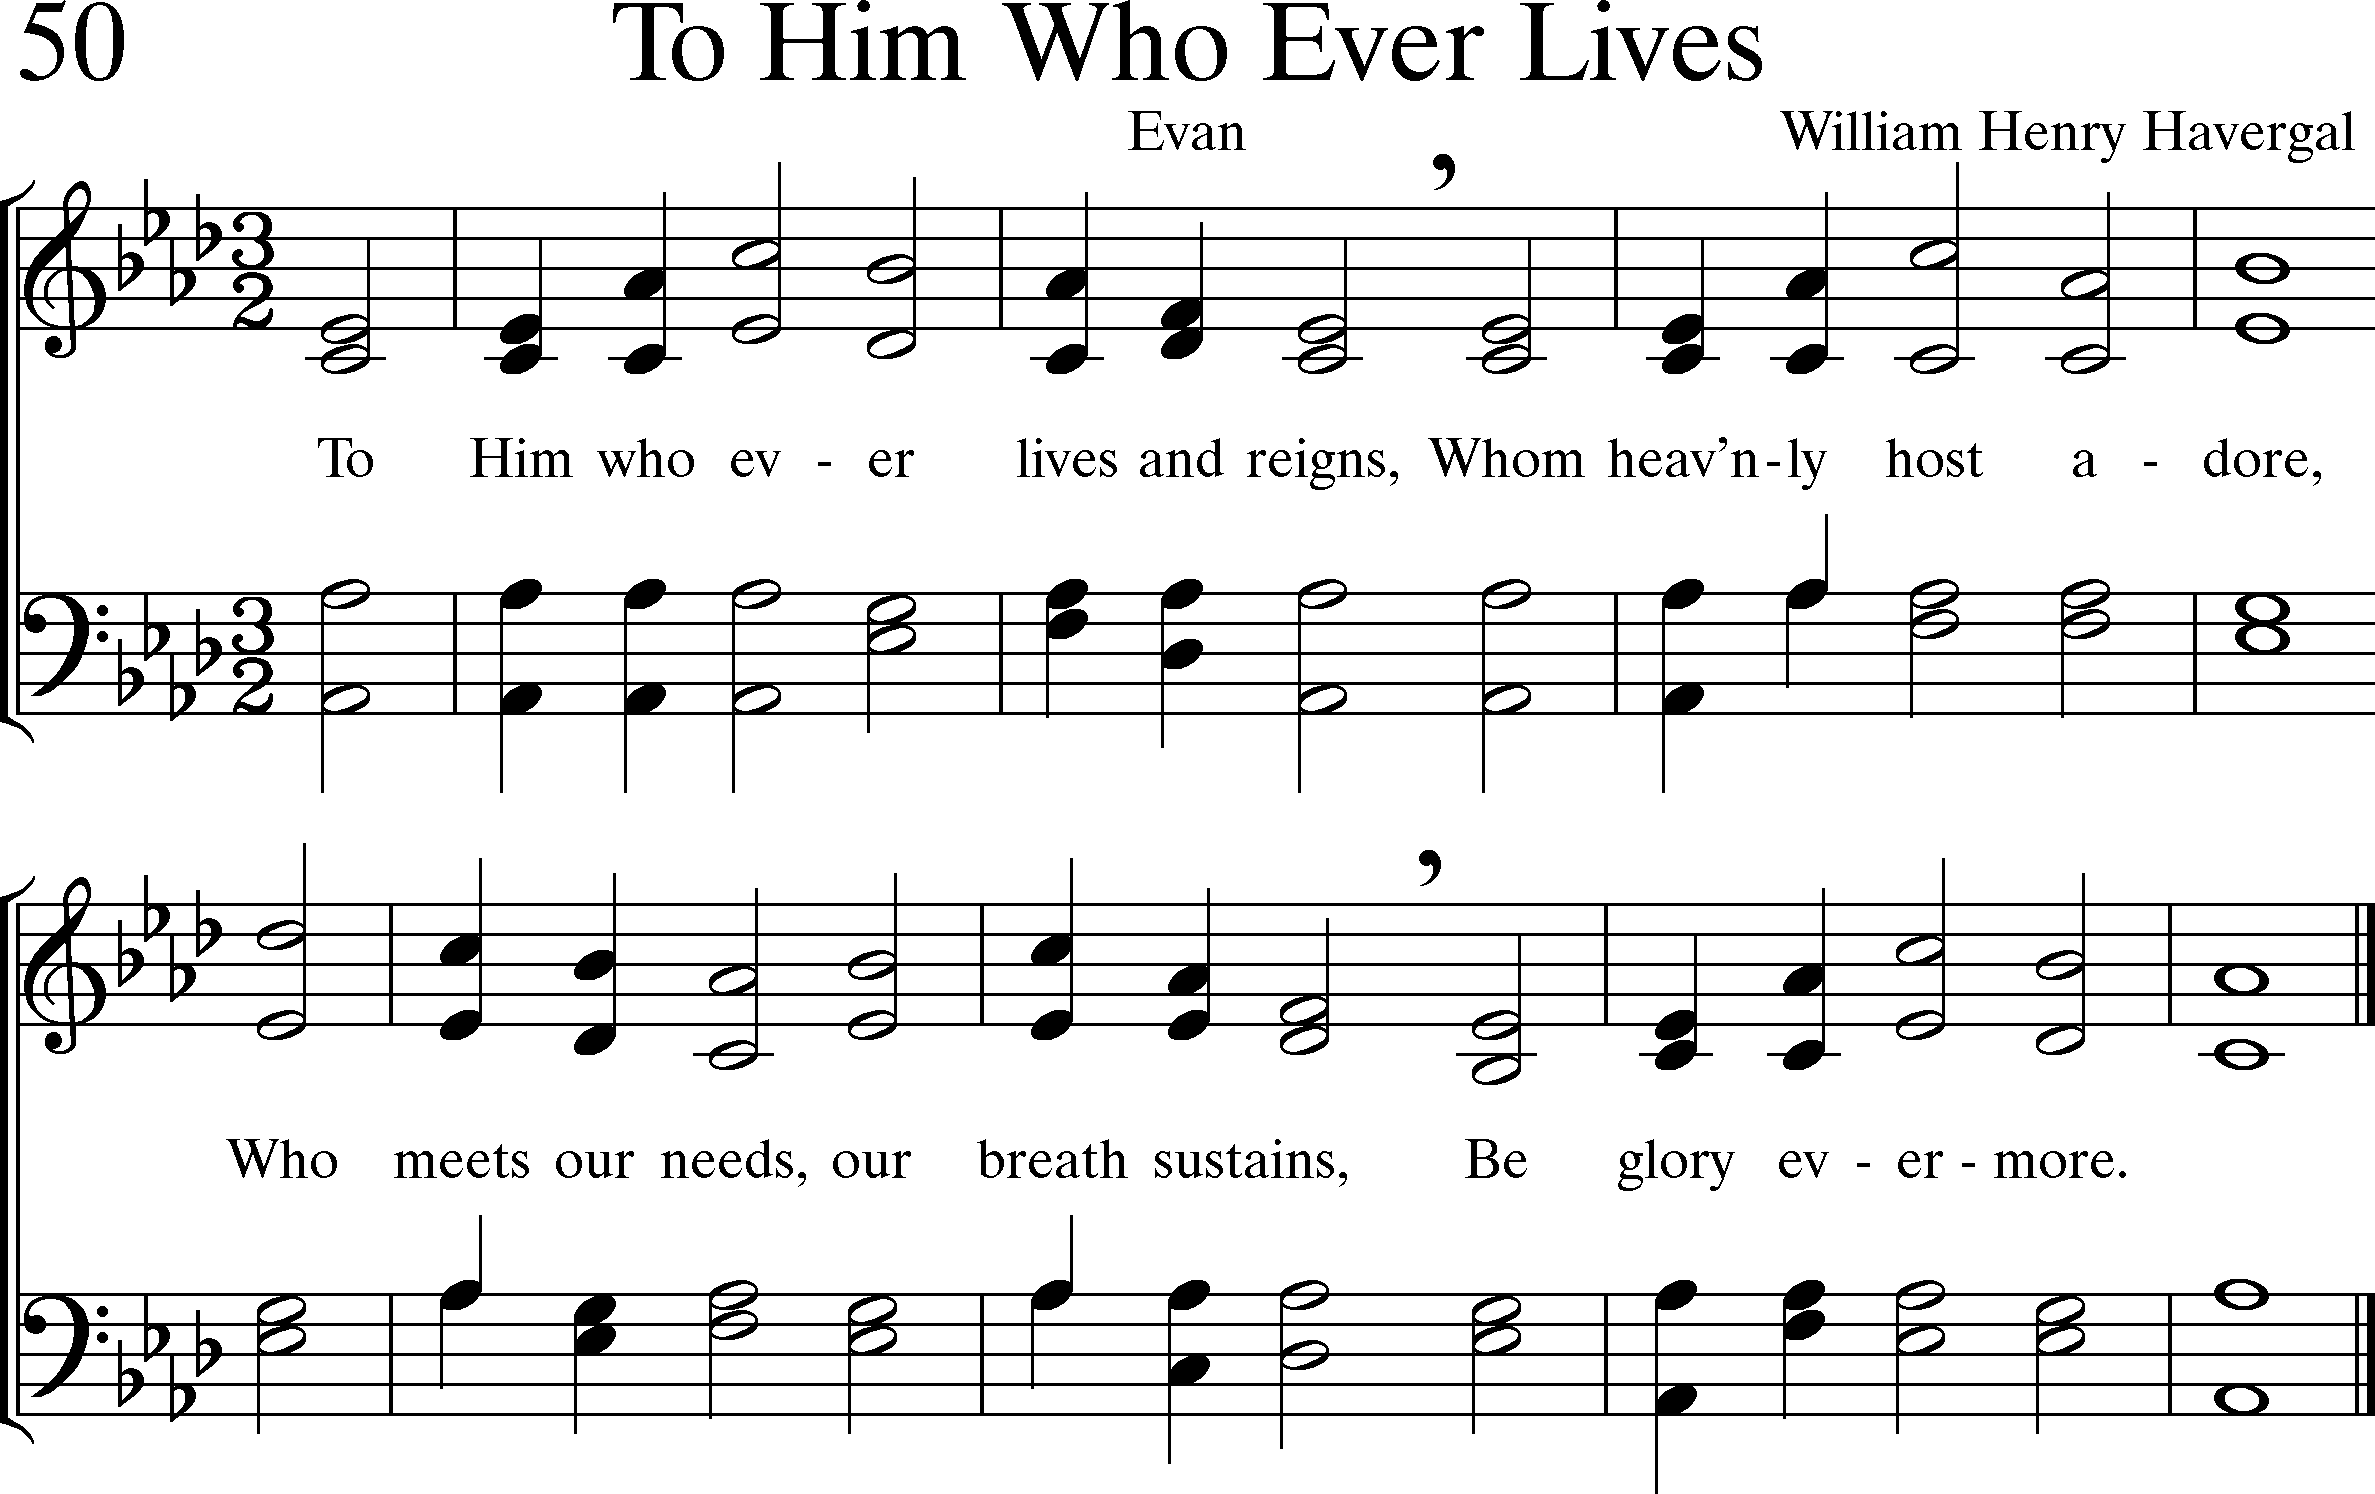 50 To Him Who Ever Lives
Evan William Henry Havergal
To Him who ev - er lives and reigns, Whom heav’n - ly host a - dore,
Who meets our needs, our breath sustains, Be glory ev - er - more.